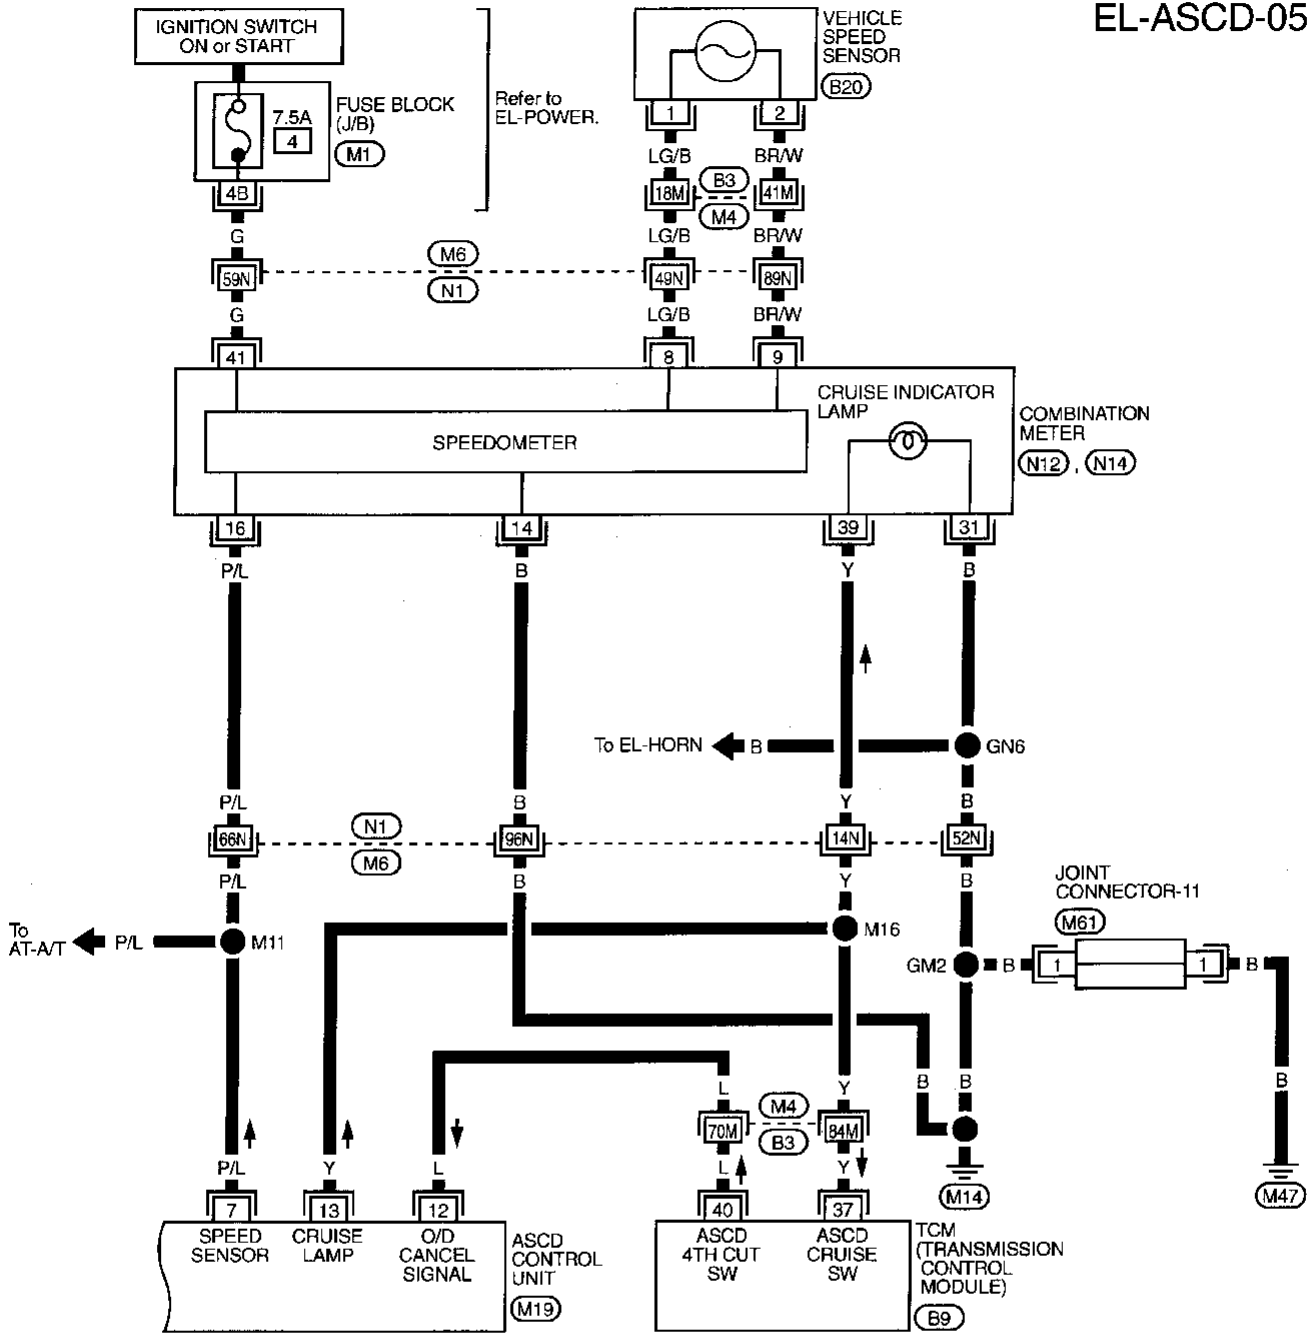 EL-ASCD-05
IGNITION SWITCH
ON or START
7.5A
4
FUSE BLOCK
(J/B)
M1
Refer to
EL-POWER.
VEHICLE
SPEED
SENSOR
B20
4B
1
2
G
LG/B
BR/W
18M
B3
M4
41M
LG/B
BR/W
59N
M6
N1
49N
89N
G
LG/B
BR/W
41
8
9
SPEEDOMETER
CRUISE INDICATOR
LAMP
COMBINATION
METER
N12 , N14
16
14
39
31
P/L
B
Y
B
To EL-HORN
B
GN6
P/L
B
Y
B
66N
N1
M6
96N
14N
52N
P/L
B
Y
B
To
AT-A/T
P/L
M11
M16
GM2
B
JOINT
CONNECTOR-11
M61
1
1
B
L
Y
B
B
B
70M
M4
B3
84M
P/L
Y
L
L
Y
M14
M47
7
13
12
40
37
SPEED
SENSOR
CRUISE
LAMP
O/D
CANCEL
SIGNAL
ASCD
CONTROL
UNIT
M19
ASCD
4TH CUT
SW
ASCD
CRUISE
SW
TCM
(TRANSMISSION
CONTROL
MODULE)
B9